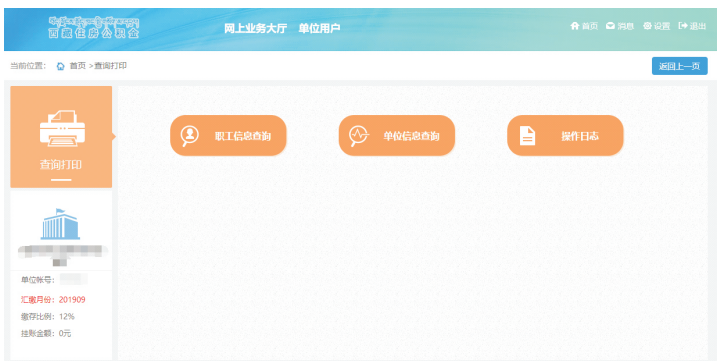 西藏住房公积金
网上业务大厅 单位用户
首页 消息 设置 退出
当前位置: 首页 >查询打印
返回上一页
查询打印
职工信息查询
单位信息查询
操作日志
单位帐号:
汇缴月份: 201909
缴存比例: 12%
挂账金额: 0元